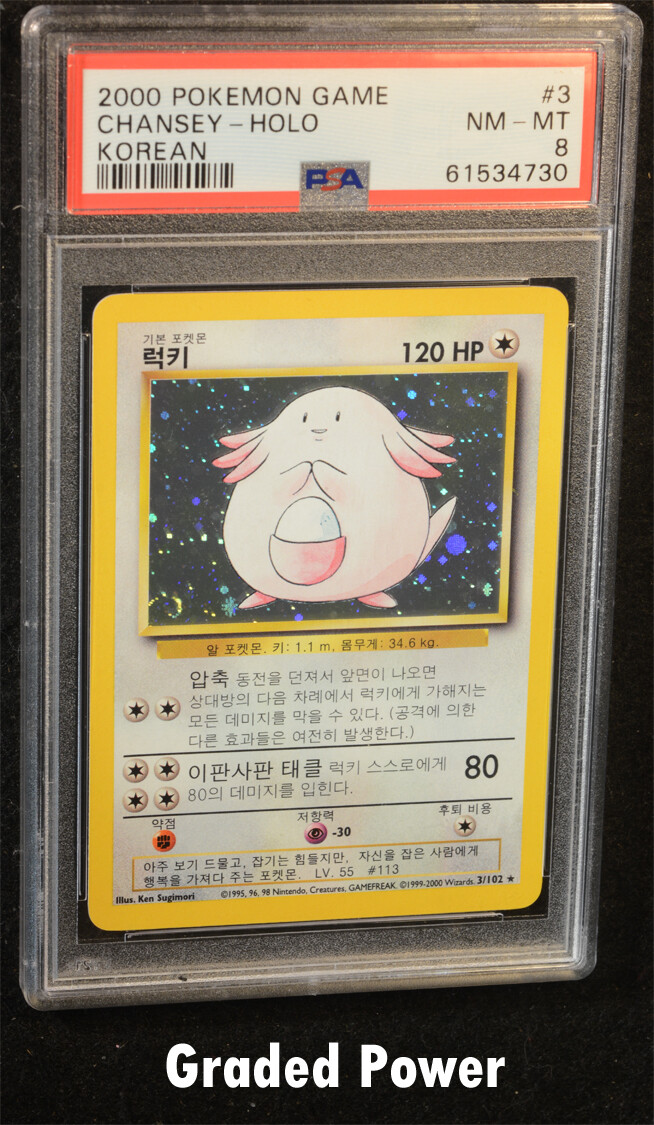 2000 POKEMON GAME #3
CHANSEY – HOLO NM – MT
KOREAN 8
PSA 61534730
기본 포켓몬
럭키 120 HP
알 포켓몬. 키: 1.1 m, 몸무게: 34.6 kg.
압축 동전을 던져서 앞면이 나오면
상대방의 다음 차례에서 럭키에게 가해지는
모든 데미지를 막을 수 있다. (공격에 의한
다른 효과들은 여전히 발생한다.)
이판사판 태클 럭키 스스로에게 80
80의 데미지를 입힌다.
약점 저항력 후퇴 비용
-30
아주 보기 드물고, 잡기는 힘들지만, 자신을 잡은 사람에게
행복을 가져다 주는 포켓몬. LV. 55 #113
Illus. Ken Sugimori ©1995, 96, 98 Nintendo, Creatures, GAMEFREAK. ©1999-2000 Wizards. 3/102 ★
Graded Power